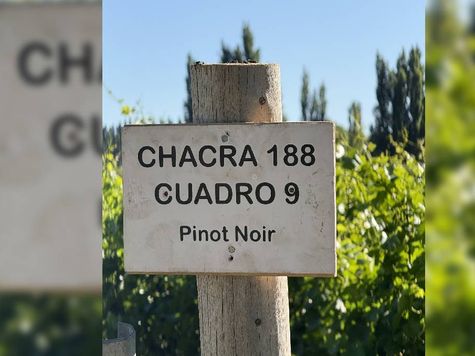 CHACRA 188
CUADRO 9
Pinot Noir